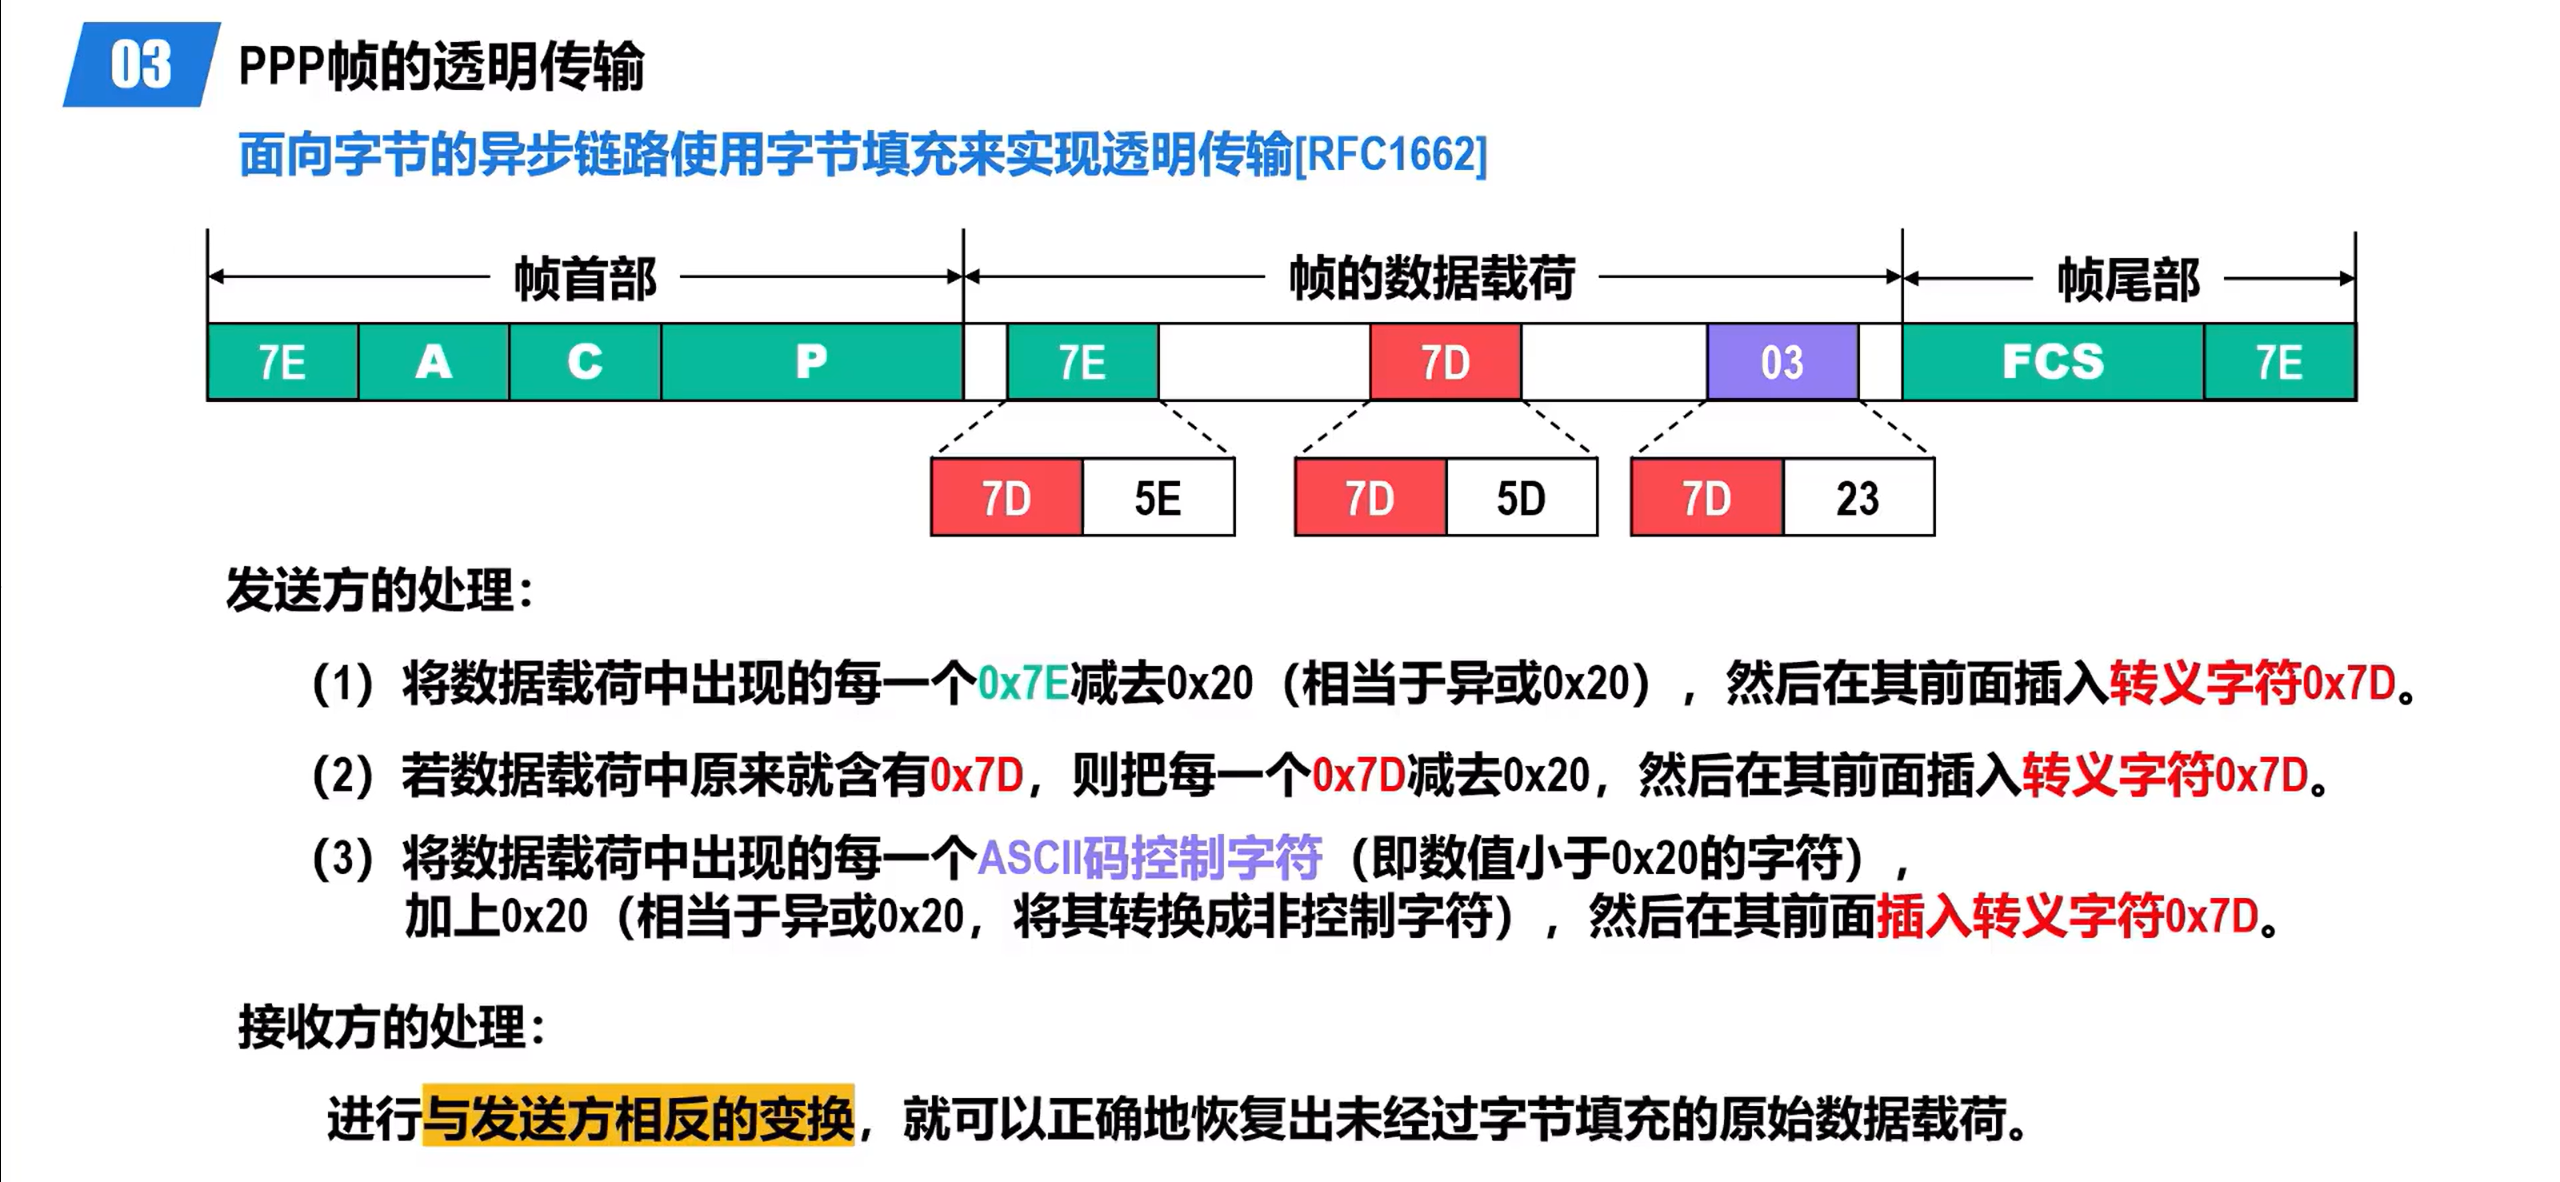 03
PPP帧的透明传输
面向字节的异步链路使用字节填充来实现透明传输[RFC1662]
帧首部 帧的数据载荷 帧尾部
7E A C P 7E 7D 03 FCS 7E
7D 5E 7D 5D 7D 23
发送方的处理：
（1）将数据载荷中出现的每一个0x7E减去0x20（相当于异或0x20），然后在其前面插入转义字符0x7D。
（2）若数据载荷中原来就含有0x7D，则把每一个0x7D减去0x20，然后在其前面插入转义字符0x7D。
（3）将数据载荷中出现的每一个ASCII码控制字符（即数值小于0x20的字符），
加上0x20（相当于异或0x20，将其转换成非控制字符），然后在其前面插入转义字符0x7D。
接收方的处理：
进行与发送方相反的变换，就可以正确地恢复出未经过字节填充的原始数据载荷。